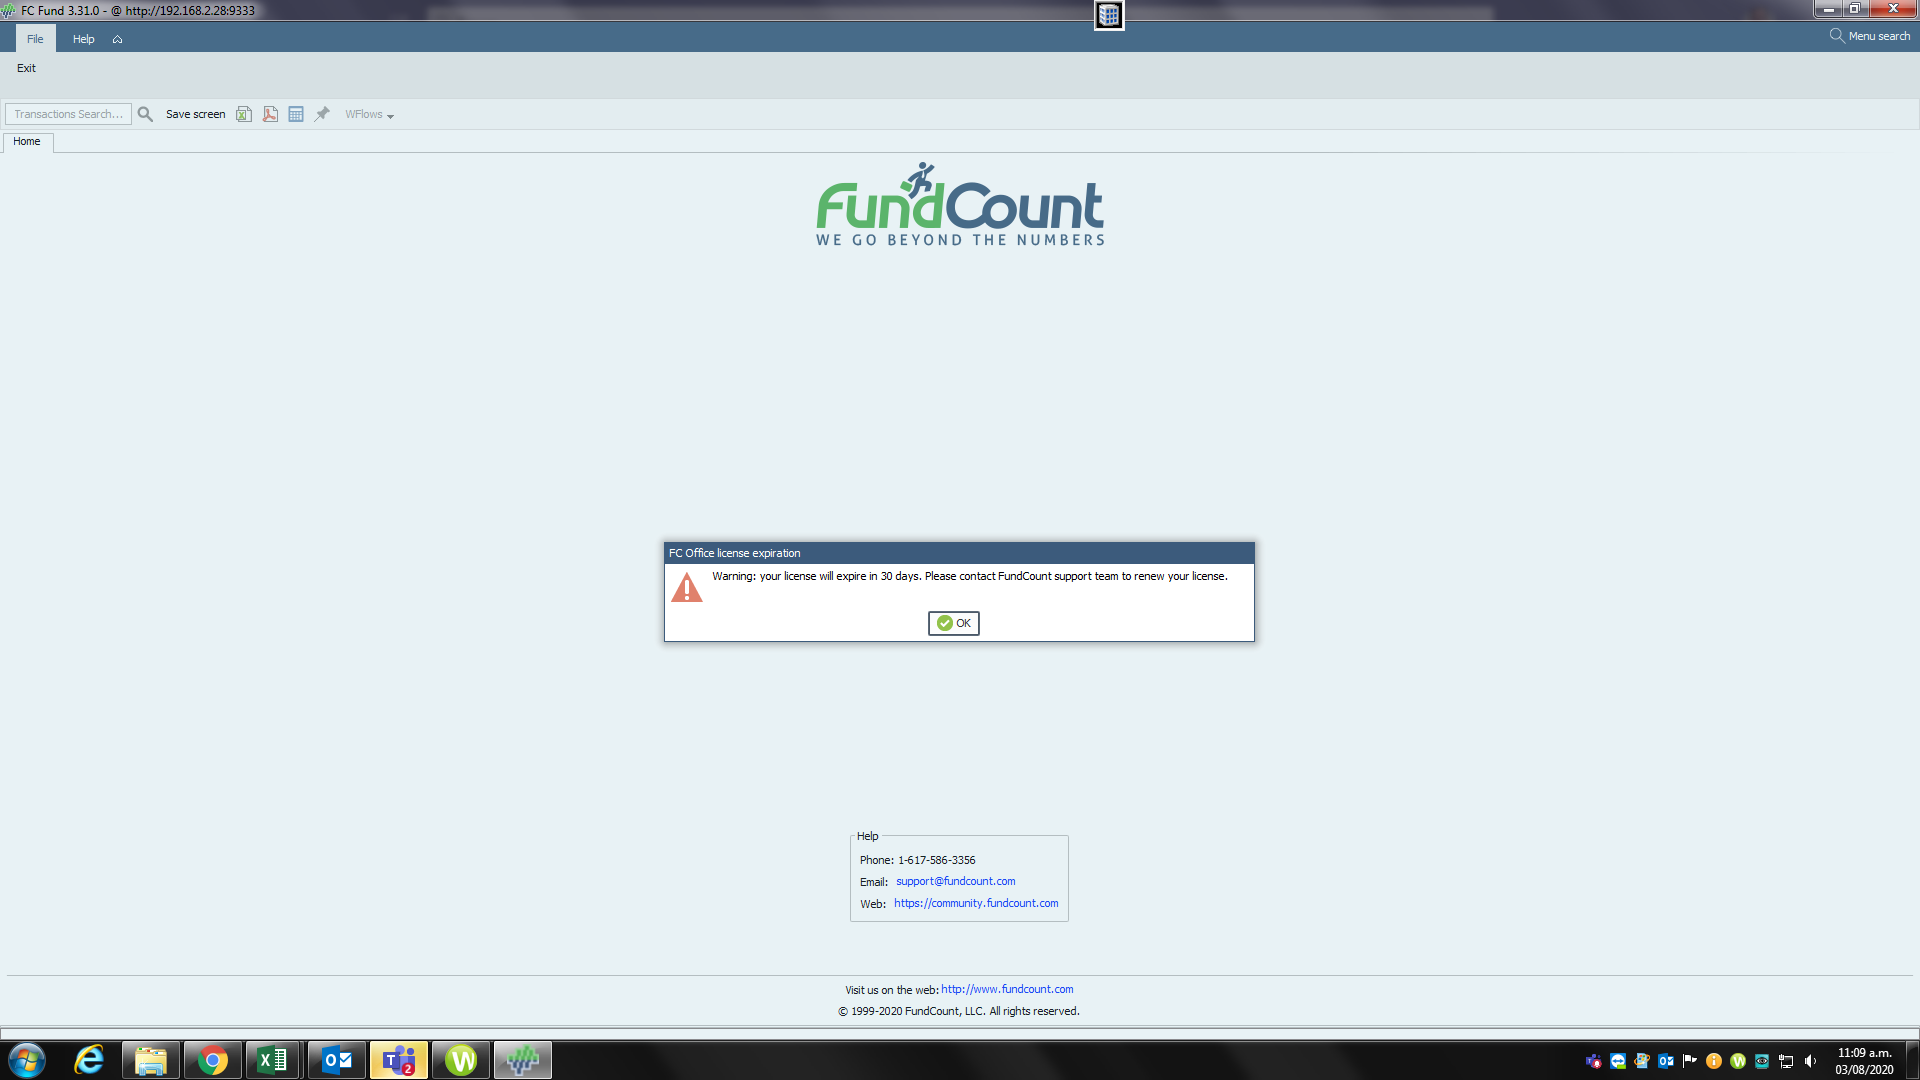 FC Fund 3.31.0 - @ http://192.168.2.28:9333
File Help Menu search
Exit
Transactions Search... Save screen WFlows
Home
FundCount
WE GO BEYOND THE NUMBERS
FC Office license expiration
Warning: your license will expire in 30 days. Please contact FundCount support team to renew your license.
OK
Help
Phone: 1-617-586-3356
Email: support@fundcount.com
Web: https://community.fundcount.com
Visit us on the web: http://www.fundcount.com
© 1999-2020 FundCount, LLC. All rights reserved.
2
11:09 a.m.
03/08/2020